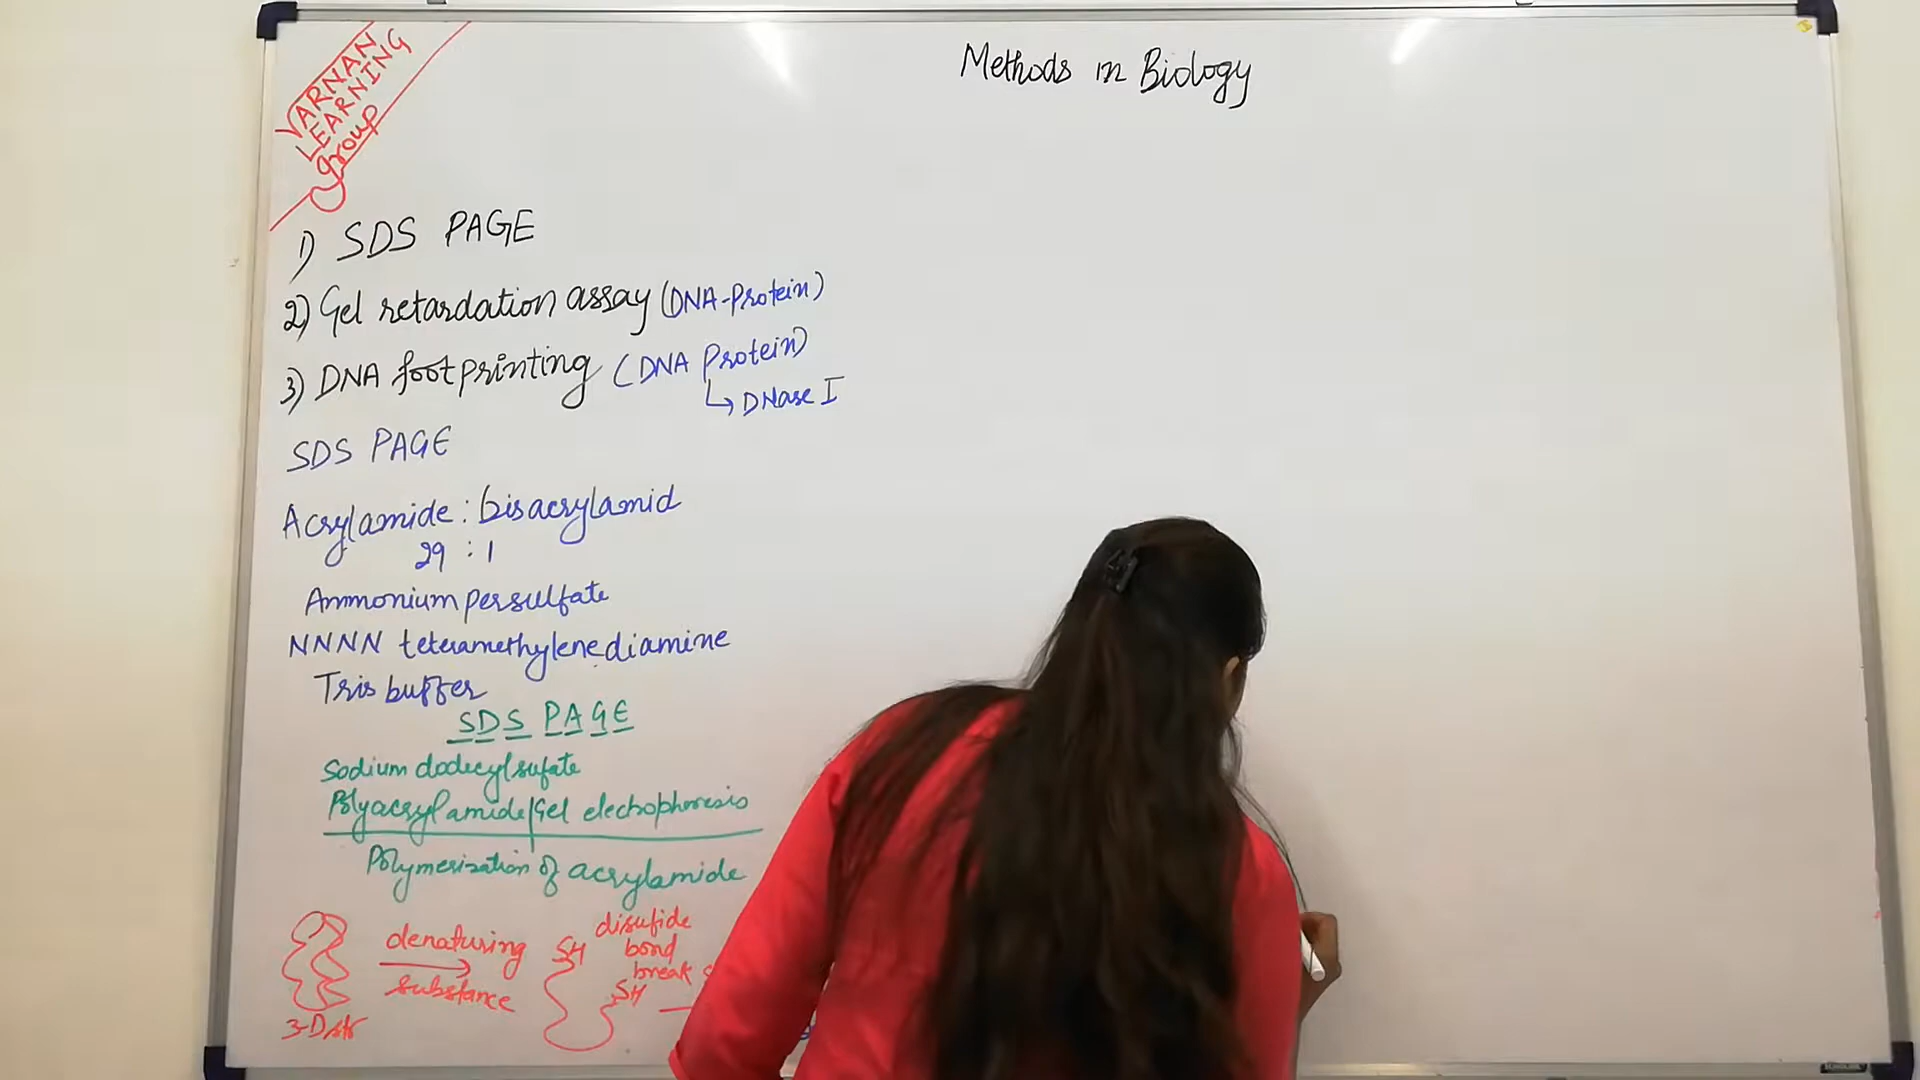 VARNAN
LEARNING
group
Methods in Biology
1) SDS PAGE
2) Gel retardation assay (DNA-Protein)
3) DNA footprinting (DNA Protein)
↳ DNase I
SDS PAGE
Acrylamide : bisacrylamid
29 : 1
Ammonium persulfate
NNNN teteramethylenediamine
Tris buffer
SDS PAGE
Sodium dodecylsufate
Polyacrylamide/Gel electrophoresis
Polymerization of acrylamide
denaturing
substance
3-D str
SH
disufide
bond
break
SH